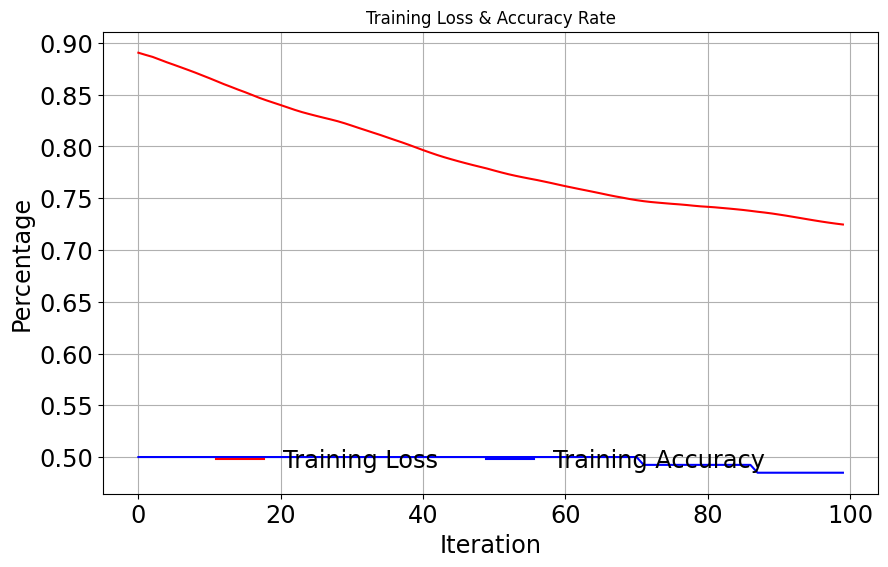 Training Loss & Accuracy Rate
0.90
0.85
0.80
0.75
0.70
0.65
0.60
0.55
0.50
Percentage
Training Loss
Training Accuracy
0 20 40 60 80 100
Iteration